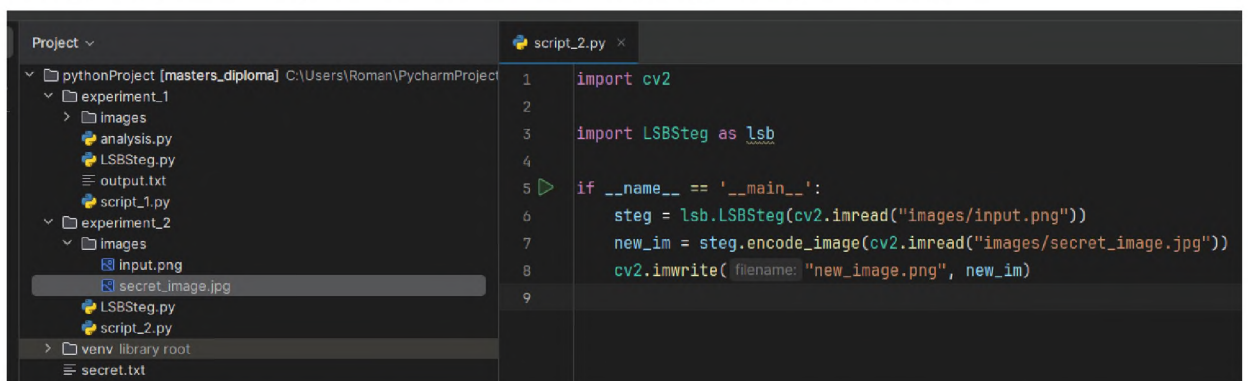 Project
pythonProject [masters_diploma] C:\Users\Roman\PycharmProject
experiment_1
images
analysis.py
LSBSteg.py
output.txt
script_1.py
experiment_2
images
input.png
secret_image.jpg
LSBSteg.py
script_2.py
venv library root
secret.txt
script_2.py
1 import cv2
2
3 import LSBSteg as lsb
4
5 if __name__ == '__main__':
6 steg = lsb.LSBSteg(cv2.imread("images/input.png"))
7 new_im = steg.encode_image(cv2.imread("images/secret_image.jpg"))
8 cv2.imwrite( filename: "new_image.png", new_im)
9